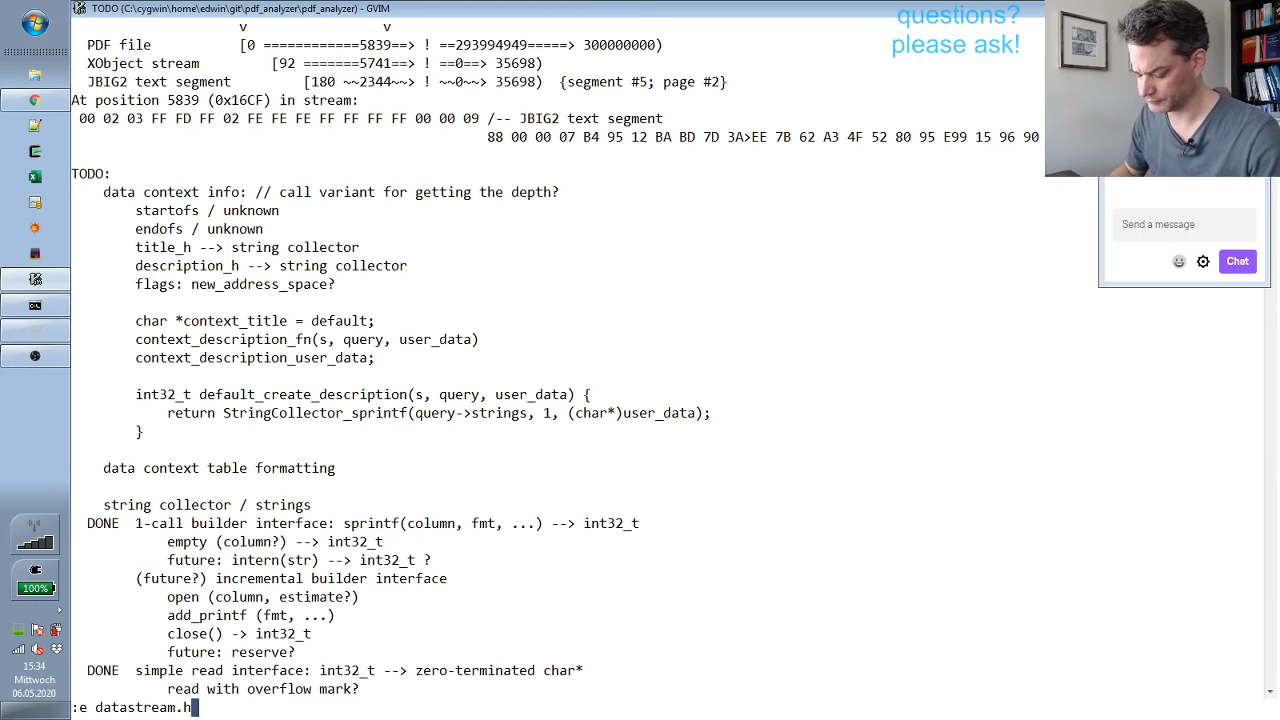 TODO (C:\cygwin\home\edwin\git\pdf_analyzer\pdf_analyzer) - GVIM
questions?
please ask!
v v
PDF file [0 ============5839==> ! ==293994949=====> 300000000)
XObject stream [92 ===========5741==> ! ==0==> 35698)
JBIG2 text segment [180 ~~2344~~> ! ~~0~~> 35698) {segment #5; page #2}
At position 5839 (0x16CF) in stream:
00 02 03 FF FD FF 02 FE FE FE FF FF FF FF 00 00 09 /-- JBIG2 text segment
88 00 00 07 B4 95 12 BA BD 7D 3A>EE 7B 62 A3 4F 52 80 95 E99 15 96 90
TODO:
data context info: // call variant for getting the depth?
startofs / unknown
endofs / unknown
title_h --> string collector
description_h --> string collector
flags: new_address_space?
char *context_title = default;
context_description_fn(s, query, user_data)
context_description_user_data;
int32_t default_create_description(s, query, user_data) {
return StringCollector_sprintf(query->strings, 1, (char*)user_data);
}
data context table formatting
string collector / strings
DONE 1-call builder interface: sprintf(column, fmt, ...) --> int32_t
empty (column?) --> int32_t
future: intern(str) --> int32_t ?
(future?) incremental builder interface
open (column, estimate?)
add_printf (fmt, ...)
close() -> int32_t
future: reserve?
DONE simple read interface: int32_t --> zero-terminated char*
read with overflow mark?
:e datastream.h
Send a message
Chat
100%
15:34
Mittwoch
06.05.2020